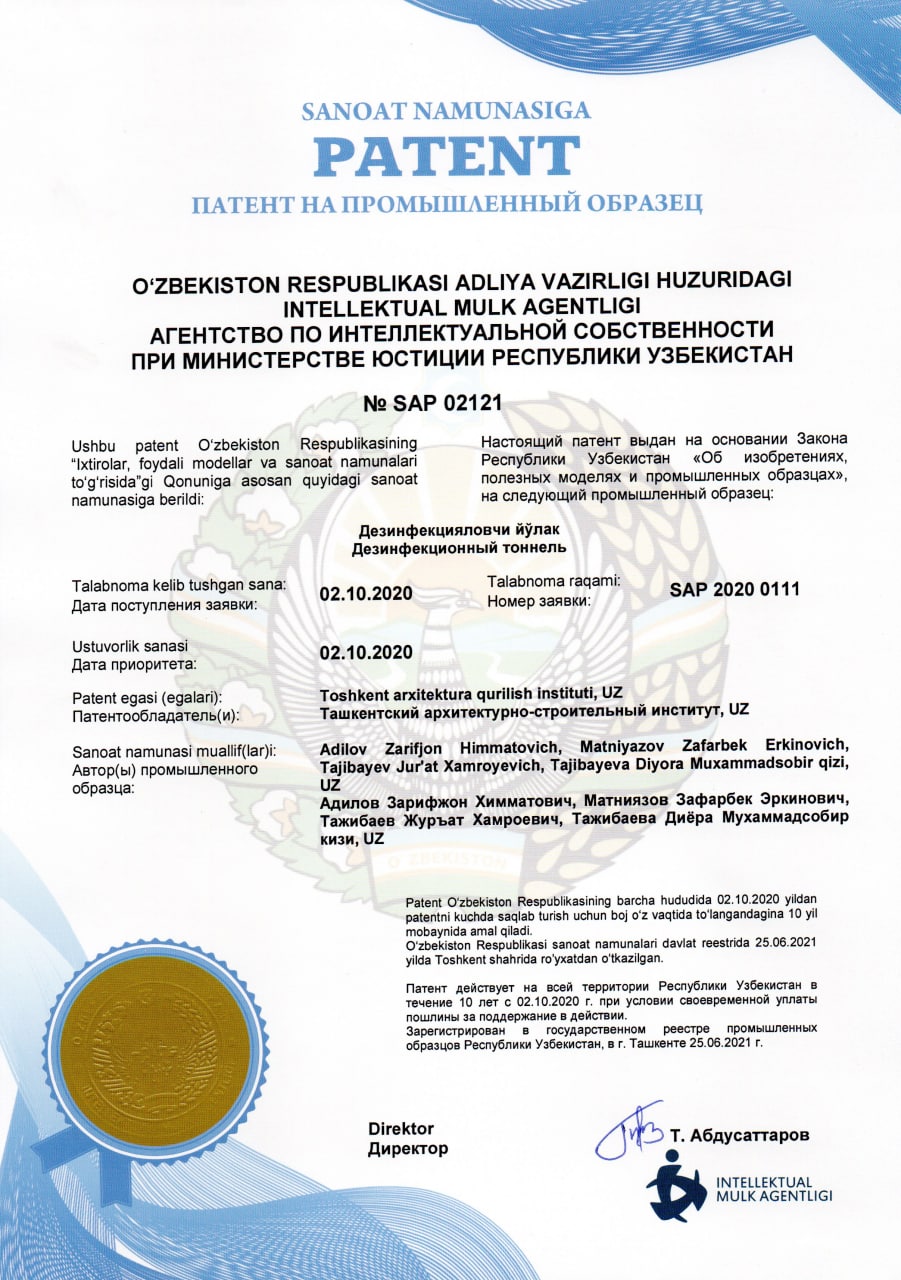 SANOAT NAMUNASIGA
PATENT
ПАТЕНТ НА ПРОМЫШЛЕННЫЙ ОБРАЗЕЦ
O‘ZBEKISTON RESPUBLIKASI ADLIYA VAZIRLIGI HUZURIDAGI
INTELLEKTUAL MULK AGENTLIGI
АГЕНТСТВО ПО ИНТЕЛЛЕКТУАЛЬНОЙ СОБСТВЕННОСТИ
ПРИ МИНИСТЕРСТВЕ ЮСТИЦИИ РЕСПУБЛИКИ УЗБЕКИСТАН
№ SAP 02121
Ushbu patent O‘zbekiston Respublikasining
“Ixtirolar, foydali modellar va sanoat namunalari
to‘g‘risida”gi Qonuniga asosan quyidagi sanoat
namunasiga berildi:
Настоящий патент выдан на основании Закона
Республики Узбекистан «Об изобретениях,
полезных моделях и промышленных образцах»,
на следующий промышленный образец:
Дезинфекцияловчи йўлак
Дезинфекционный тоннель
Talabnoma kelib tushgan sana:
Дата поступления заявки:
02.10.2020
Talabnoma raqami:
Номер заявки:
SAP 2020 0111
Ustuvorlik sanasi
Дата приоритета:
02.10.2020
Patent egasi (egalari):
Патентообладатель(и):
Toshkent arxitektura qurilish instituti, UZ
Ташкентский архитектурно-строительный институт, UZ
Sanoat namunasi muallif(lar)i:
Автор(ы) промышленного
образца:
Adilov Zarifjon Himmatovich, Matniyazov Zafarbek Erkinovich,
Tajibayev Jur'at Xamroyevich, Tajibayeva Diyora Muxammadsobir qizi,
UZ
Адилов Зарифжон Химматович, Матниязов Зафарбек Эркинович,
Тажибаев Журъат Хамроевич, Тажибаева Диёра Мухаммадсобир
кизи, UZ
O‘ZBEKISTON
Patent O‘zbekiston Respublikasining barcha hududida 02.10.2020 yildan
patentni kuchda saqlab turish uchun boj o‘z vaqtida to‘langandagina 10 yil
mobaynida amal qiladi.
O‘zbekiston Respublikasi sanoat namunalari davlat reestrida 25.06.2021
yilda Toshkent shahrida ro‘yxatdan o‘tkazilgan.
Патент действует на всей территории Республики Узбекистан в
течение 10 лет с 02.10.2020 г. при условии своевременной уплаты
пошлины за поддержание в действии.
Зарегистрирован в государственном реестре промышленных
образцов Республики Узбекистан, в г. Ташкенте 25.06.2021 г.
Direktor
Директор
Т. Абдусаттаров
INTELLEKTUAL
MULK AGENTLIGI